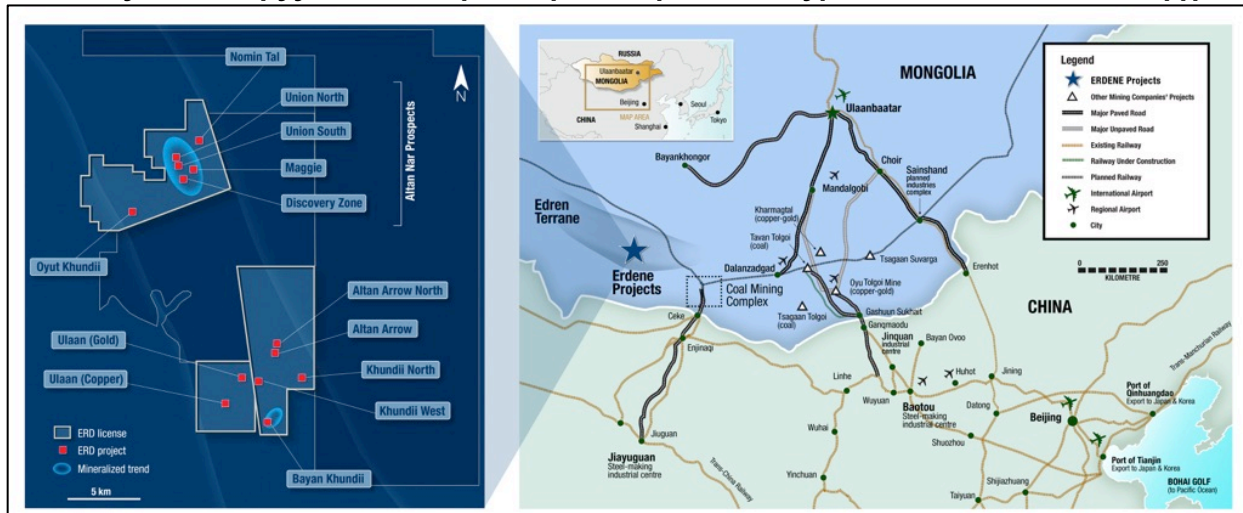 Nomin Tal
Union North
Union South
Maggie
Discovery Zone
Altan Nar Prospects
N
Oyut Khundii
Altan Arrow North
Altan Arrow
Ulaan (Gold)
Khundii North
Ulaan (Copper)
Khundii West
Bayan Khundii
ERD license
ERD project
Mineralized trend
5 km
RUSSIA
Ulaanbaatar
MONGOLIA
Beijing
Seoul
MAP AREA
Tokyo
CHINA
Shanghai
MONGOLIA
Ulaanbaatar
Bayankhongor
Choir
Sainshand
planned
industries
complex
Mandalgobi
Edren
Terrane
Kharmagtal
(copper-gold)
Tavan Tolgoi
(coal)
Tsagaan Suvarga
Erdene
Projects
Dalanzadgad
Erenhot
Coal Mining
Complex
Oyu Tolgoi Mine
(copper-gold)
Tsagaan Tolgoi
(coal)
Gashuun Sukhait
Ceke
Ganqmaodu
CHINA
Enjinaqi
Jinquan
industrial
centre
Bayan Ovoo
Linhe
Huhot
Jining
Wuyuan
Baotou
Steel-making
industrial centre
Datong
Beijing
Trans-Manchurian Railway
Port of
Qinhuangdao
Export to Japan & Korea
Wuhai
Shuozhou
Jiuguan
Jiayuguan
Steel-making
industrial centre
Trans-China Railway
Yinchuan
Port of Tianjin
Export to Japan & Korea
Shijiazhuang
Taiyuan
BOHAI GOLF
(to Pacific Ocean)
Legend
ERDENE Projects
Other Mining Companies' Projects
Major Paved Road
Major Unpaved Road
Existing Railway
Railway Under Construction
Planned Railway
International Airport
Regional Airport
City
0
250
KILOMETRE